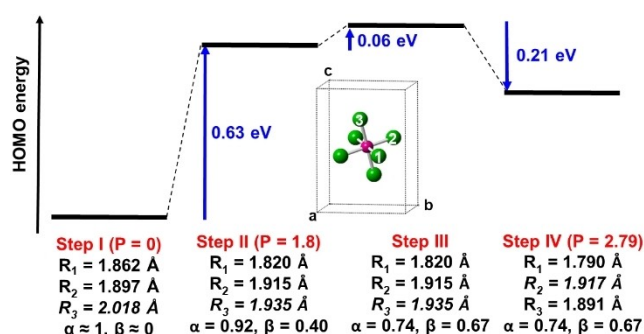 HOMO energy
0.63 eV
0.06 eV
0.21 eV
c
3
2
1
a
b
Step I (P = 0)
R₁ = 1.862 Å
R₂ = 1.897 Å
R₃ = 2.018 Å
α ≈ 1, β ≈ 0
Step II (P = 1.8)
R₁ = 1.820 Å
R₂ = 1.915 Å
R₃ = 1.935 Å
α = 0.92, β = 0.40
Step III
R₁ = 1.820 Å
R₂ = 1.915 Å
R₃ = 1.935 Å
α = 0.74, β = 0.67
Step IV (P = 2.79)
R₁ = 1.790 Å
R₂ = 1.917 Å
R₃ = 1.891 Å
α = 0.74, β = 0.67